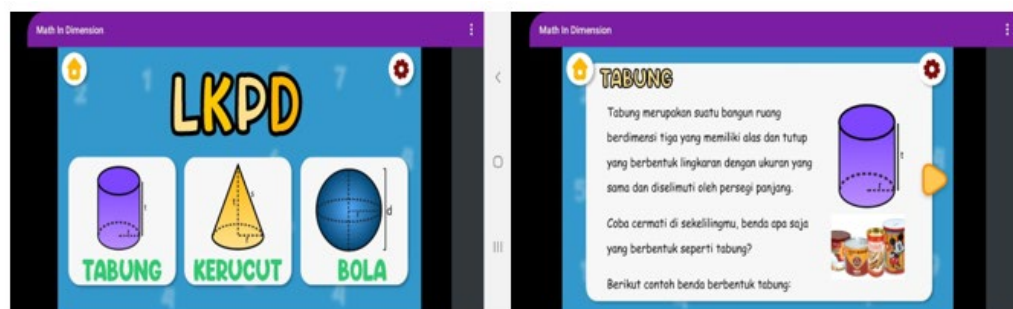 Math In Dimension
LKPD
t
r
TABUNG
t
s
r
KERUCUT
r
d
BOLA
Math In Dimension
TABUNG
Tabung merupakan suatu bangun ruang
berdimensi tiga yang memiliki alas dan tutup
yang berbentuk lingkaran dengan ukuran yang
sama dan diselimuti oleh persegi panjang.
t
r
Coba cermati di sekelilingmu, benda apa saja
yang berbentuk seperti tabung?
Berikut contoh benda berbentuk tabung: